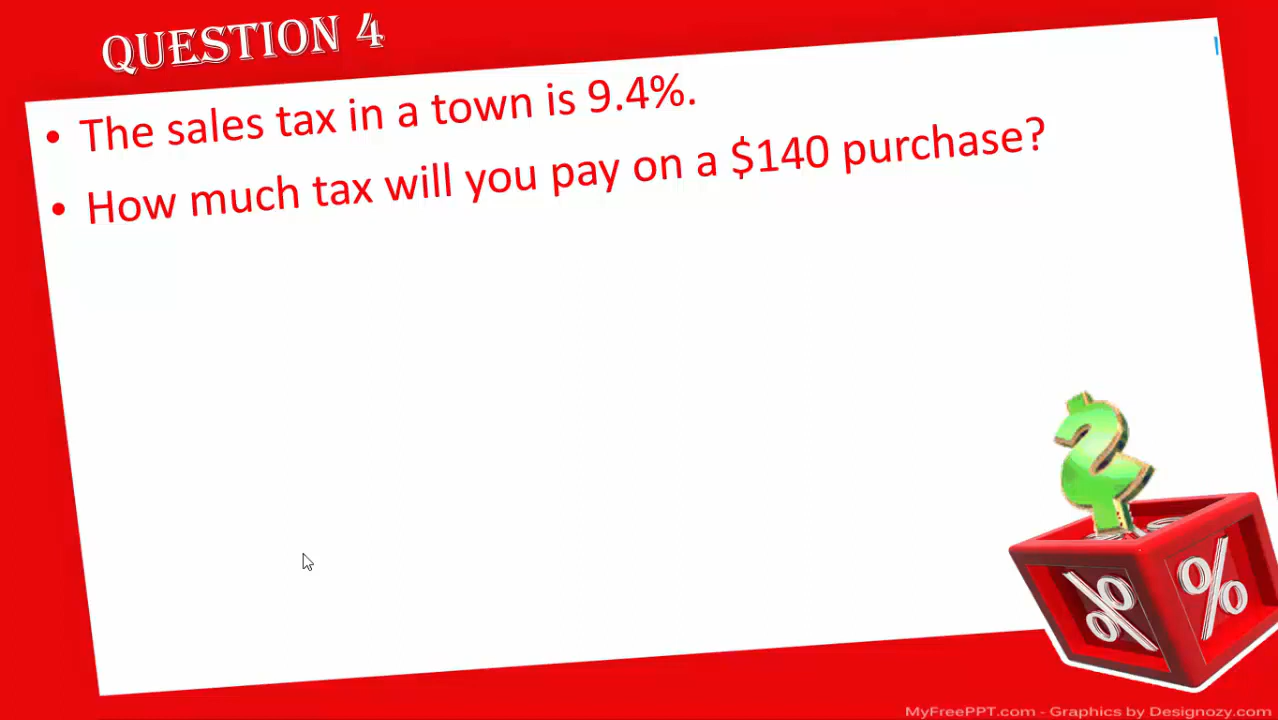 QUESTION 4
• The sales tax in a town is 9.4%.
• How much tax will you pay on a $140 purchase?
$
% %
MyFreePPT.com - Graphics by Designozy.com